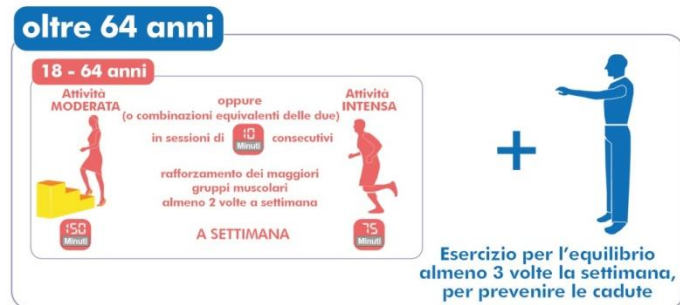 oltre 64 anni
18 - 64 anni
Attività
MODERATA
oppure
(o combinazioni equivalenti delle due)
in sessioni di 10 Minuti consecutivi
Attività
INTENSA
rafforzamento dei maggiori
gruppi muscolari
almeno 2 volte a settimana
150
Minuti
A SETTIMANA
75
Minuti
+
Esercizio per l'equilibrio
almeno 3 volte la settimana,
per prevenire le cadute